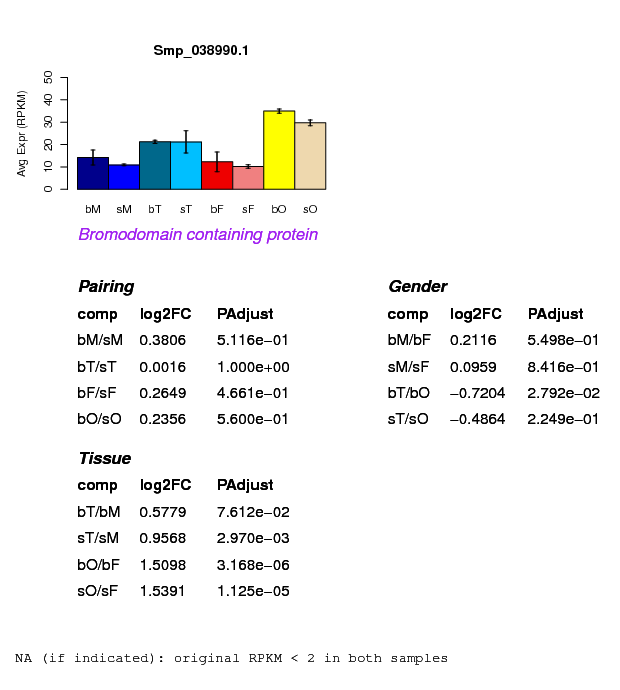 Smp_038990.1
Avg Expr (RPKM)
50
40
30
20
10
0
bM sM bT sT bF sF bO sO
Bromodomain containing protein
Pairing
comp log2FC PAdjust
bM/sM 0.3806 5.116e−01
bT/sT 0.0016 1.000e+00
bF/sF 0.2649 4.661e−01
bO/sO 0.2356 5.600e−01
Gender
comp log2FC PAdjust
bM/bF 0.2116 5.498e−01
sM/sF 0.0959 8.416e−01
bT/bO −0.7204 2.792e−02
sT/sO −0.4864 2.249e−01
Tissue
comp log2FC PAdjust
bT/bM 0.5779 7.612e−02
sT/sM 0.9568 2.970e−03
bO/bF 1.5098 3.168e−06
sO/sF 1.5391 1.125e−05
NA (if indicated): original RPKM < 2 in both samples